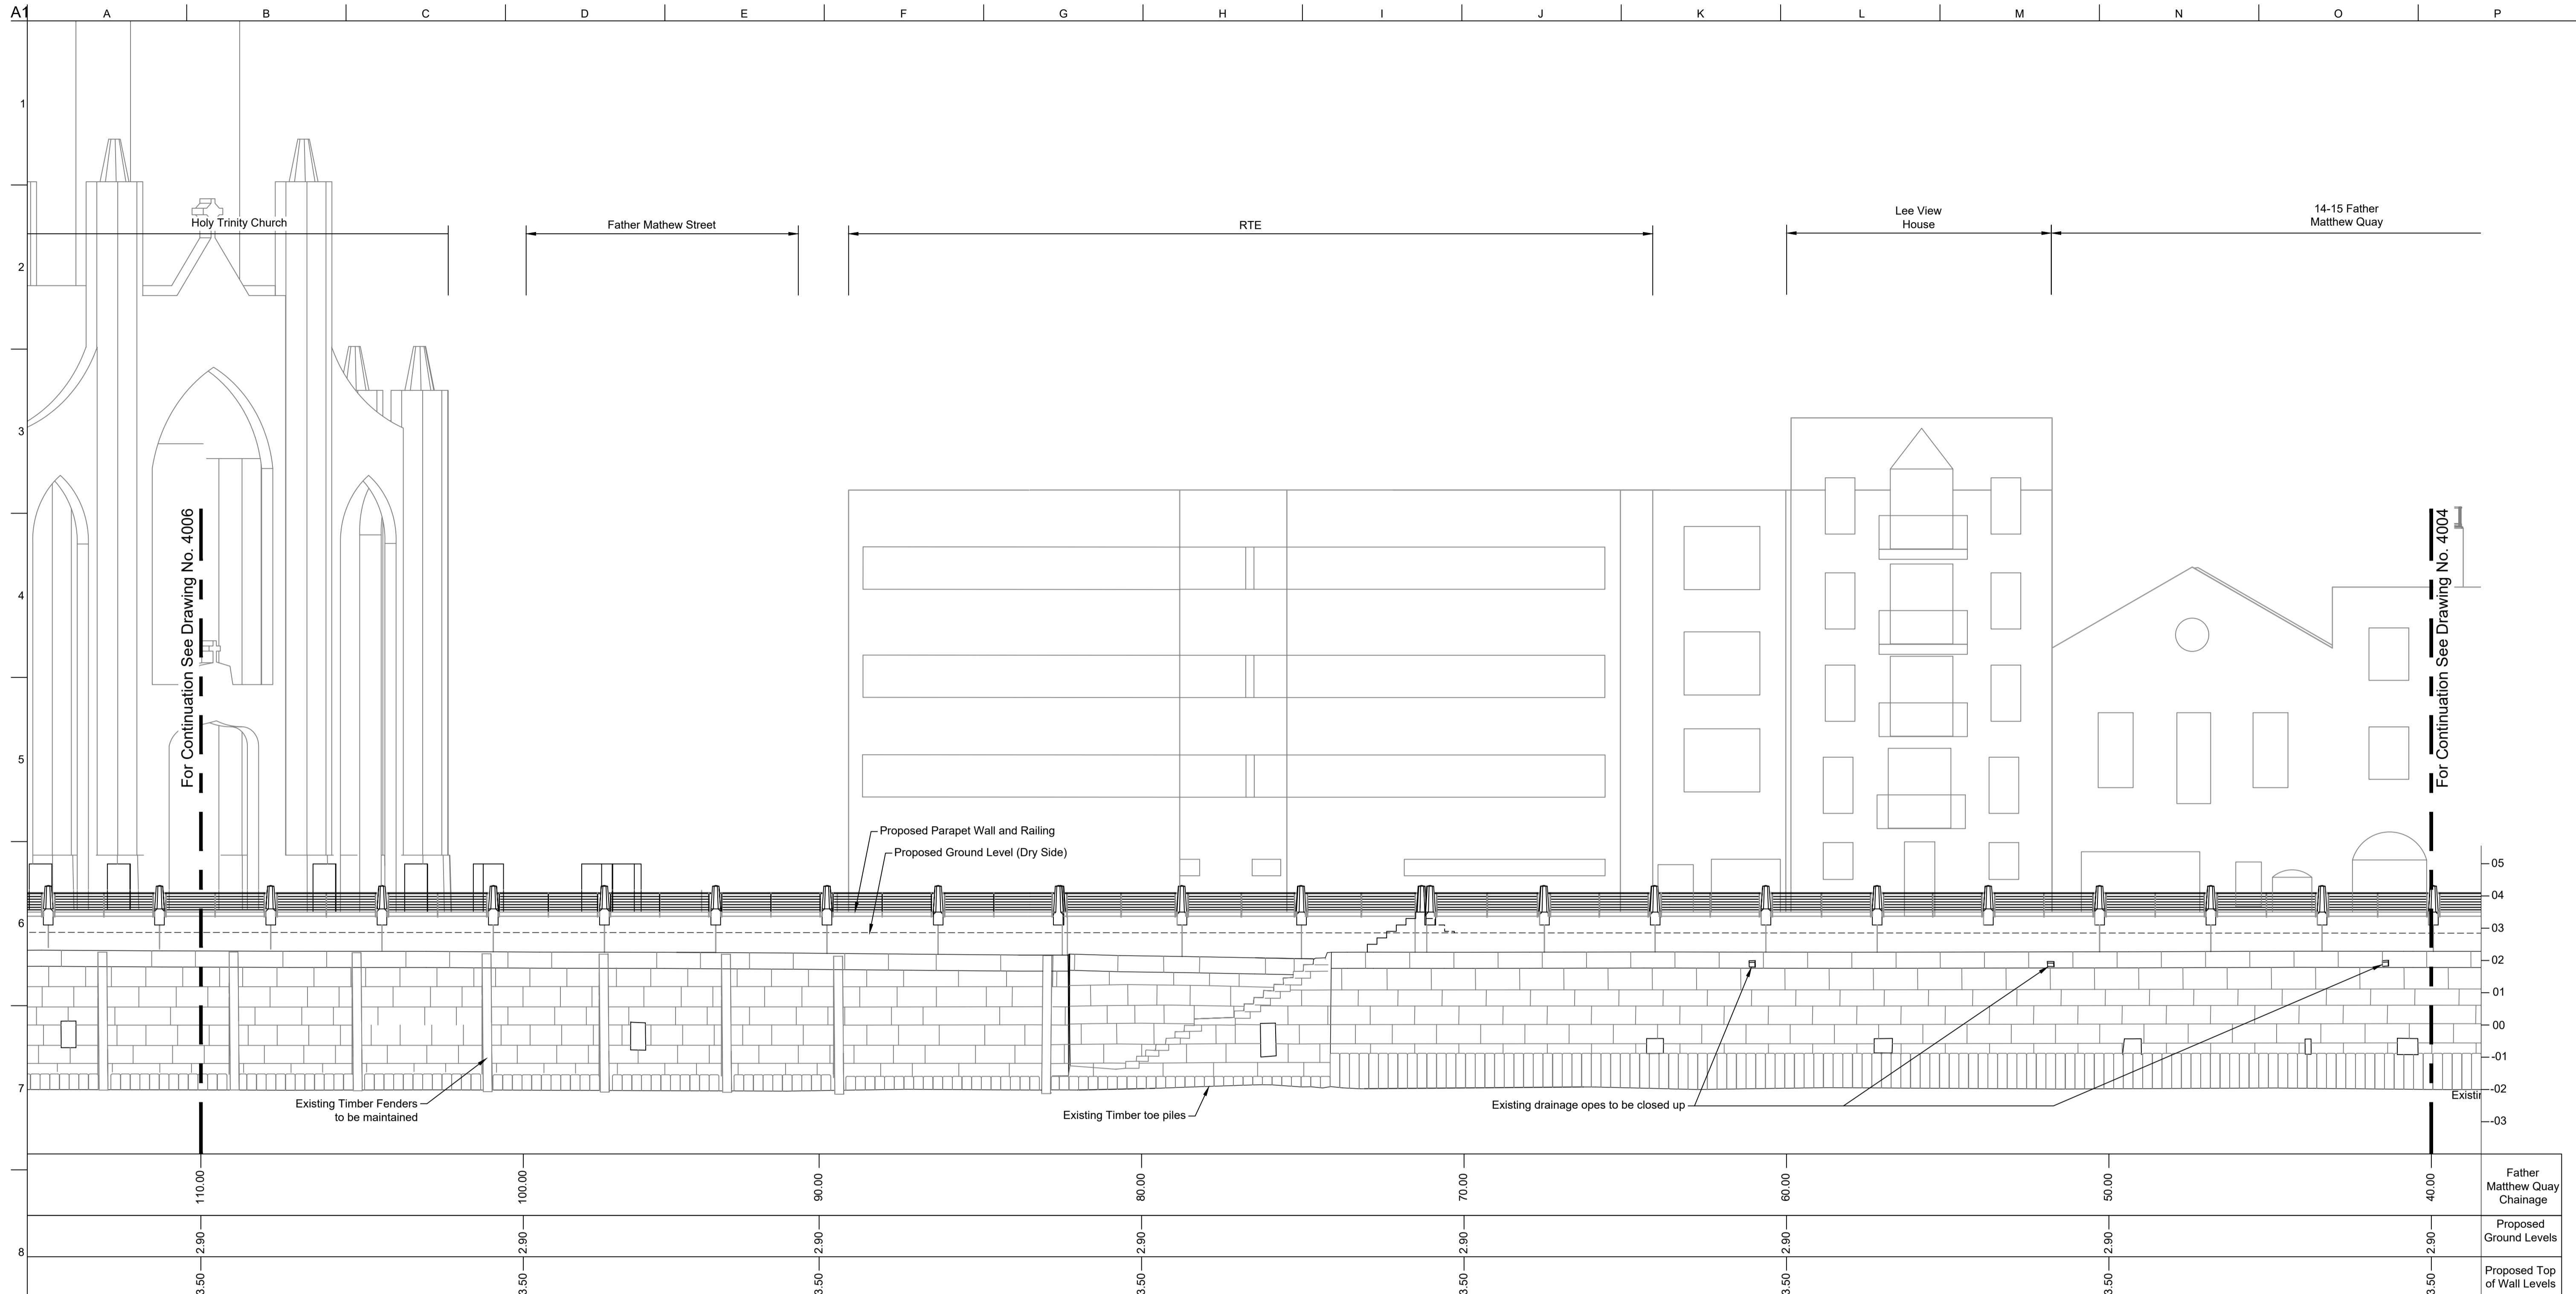 A1
A B C D E F G H I J K L M N O P
1
2
3
4
5
6
7
8
Holy Trinity Church
Father Mathew Street
RTE
Lee View
House
14-15 Father
Matthew Quay
For Continuation See Drawing No. 4006
For Continuation See Drawing No. 4004
Proposed Parapet Wall and Railing
Proposed Ground Level (Dry Side)
05
04
03
02
01
00
-01
-02
-03
Existing Timber Fenders
to be maintained
Existing Timber toe piles
Existing drainage opes to be closed up
Existin
110.00 100.00 90.00 80.00 70.00 60.00 50.00 40.00
Father
Matthew Quay
Chainage
2.90 2.90 2.90 2.90 2.90 2.90 2.90 2.90
Proposed
Ground Levels
3.50 3.50 3.50 3.50 3.50 3.50 3.50 3.50
Proposed Top
of Wall Levels